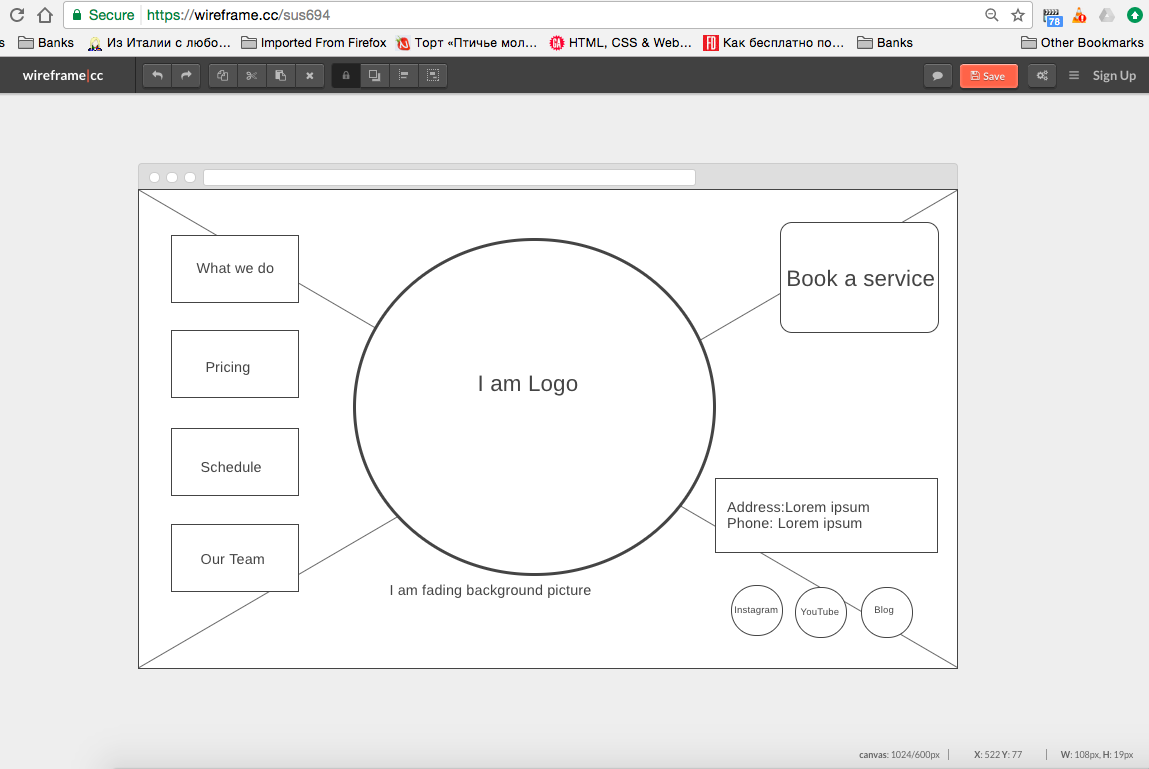 Secure
https://wireframe.cc/sus694
78
s
Banks
Из Италии с любо...
Imported From Firefox
Торт «Птичье мол...
GA
HTML, CSS & Web...
FU
Как бесплатно по...
Banks
Other Bookmarks
wireframe|cc
Save
Sign Up
What we do
Book a service
Pricing
I am Logo
Schedule
Address:Lorem ipsum
Phone: Lorem ipsum
Our Team
I am fading background picture
Instagram
YouTube
Blog
canvas: 1024/600px
X: 522 Y: 77
W: 108px, H: 19px